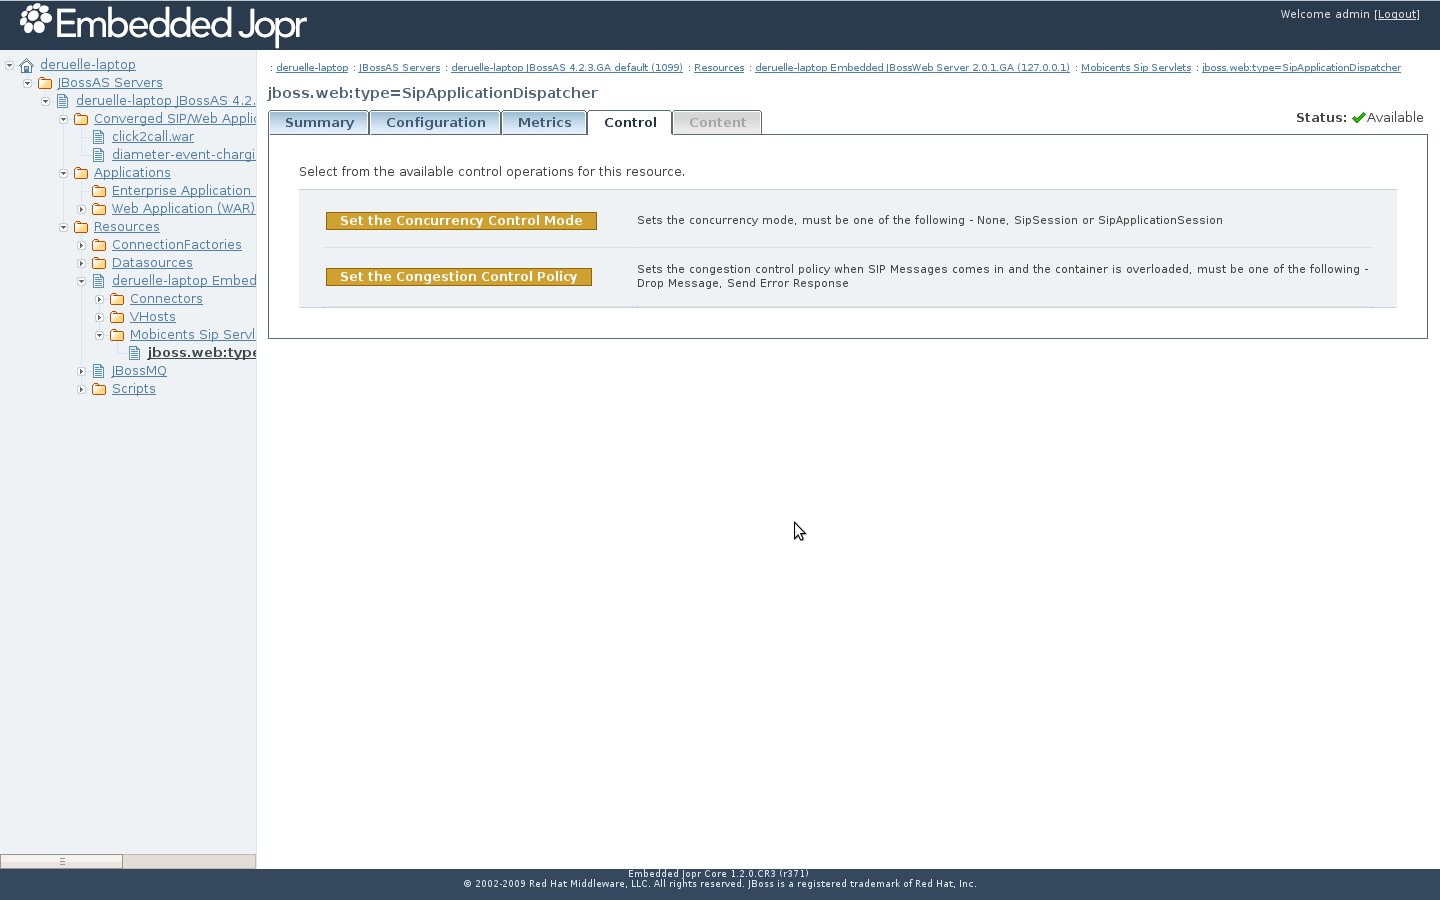 Embedded Jopr
Welcome admin [Logout]
deruelle-laptop
JBossAS Servers
deruelle-laptop JBossAS 4.2.
Converged SIP/Web Applic
click2call.war
diameter-event-chargi
Applications
Enterprise Application
Web Application (WAR)
Resources
ConnectionFactories
Datasources
deruelle-laptop Embed
Connectors
VHosts
Mobicents Sip Servl
jboss.web:type
JBossMQ
Scripts
: deruelle-laptop : JBossAS Servers : deruelle-laptop JBossAS 4.2.3.GA default (1099) : Resources : deruelle-laptop Embedded JBossWeb Server 2.0.1.GA (127.0.0.1) : Mobicents Sip Servlets : jboss.web:type=SipApplicationDispatcher
jboss.web:type=SipApplicationDispatcher
Summary Configuration Metrics Control Content
Status: Available
Select from the available control operations for this resource.
Set the Concurrency Control Mode
Sets the concurrency mode, must be one of the following - None, SipSession or SipApplicationSession
Set the Congestion Control Policy
Sets the congestion control policy when SIP Messages comes in and the container is overloaded, must be one of the following -
Drop Message, Send Error Response
Embedded Jopr Core 1.2.0.CR3 (r371)
© 2002-2009 Red Hat Middleware, LLC. All rights reserved. JBoss is a registered trademark of Red Hat, Inc.